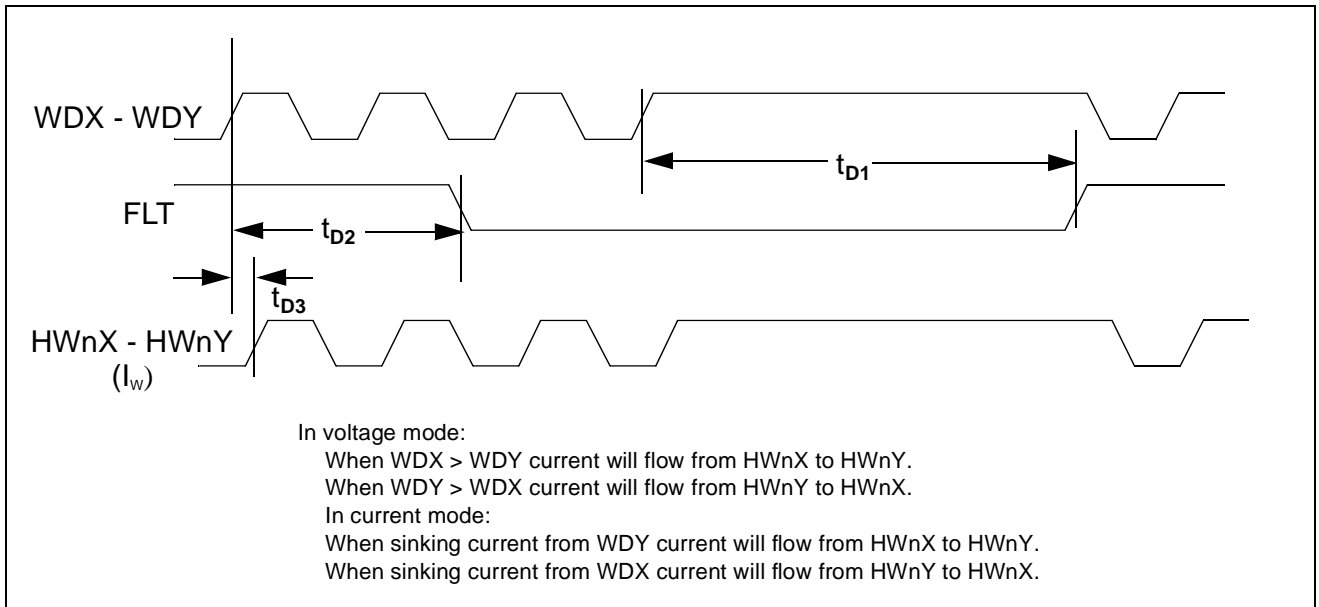 WDX - WDY
tD1
FLT
tD2
tD3
HWnX - HWnY
(IW)
In voltage mode:
When WDX > WDY current will flow from HWnX to HWnY.
When WDY > WDX current will flow from HWnY to HWnX.
In current mode:
When sinking current from WDY current will flow from HWnX to HWnY.
When sinking current from WDX current will flow from HWnY to HWnX.